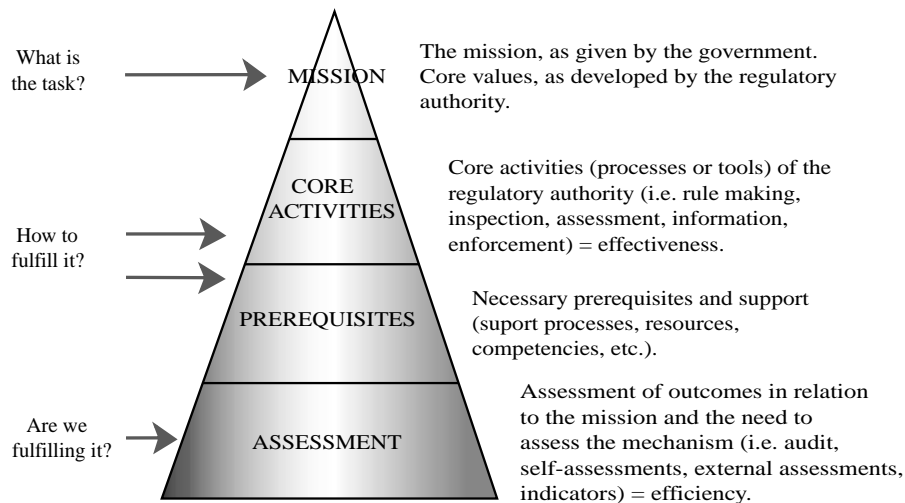 What is
the task?
MISSION
The mission, as given by the government.
Core values, as developed by the regulatory
authority.
How to
fulfill it?
CORE
ACTIVITIES
Core activities (processes or tools) of the
regulatory authority (i.e. rule making,
inspection, assessment, information,
enforcement) = effectiveness.
PREREQUISITES
Necessary prerequisites and support
(suport processes, resources,
competencies, etc.).
Are we
fulfilling it?
ASSESSMENT
Assessment of outcomes in relation
to the mission and the need to
assess the mechanism (i.e. audit,
self-assessments, external assessments,
indicators) = efficiency.